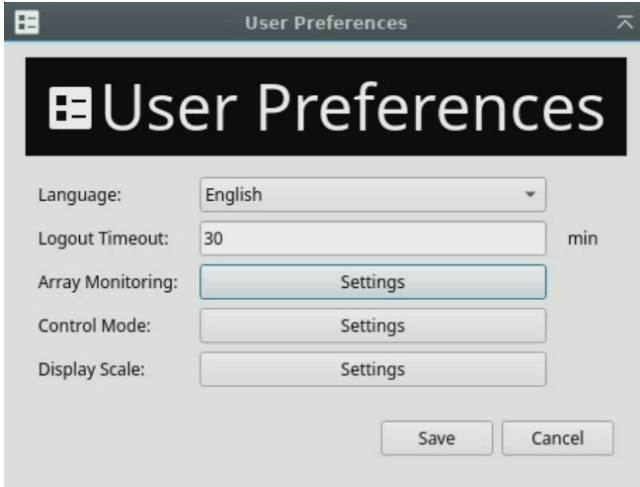 User Preferences
User Preferences
Language: English
Logout Timeout: 30 min
Array Monitoring: Settings
Control Mode: Settings
Display Scale: Settings
Save Cancel